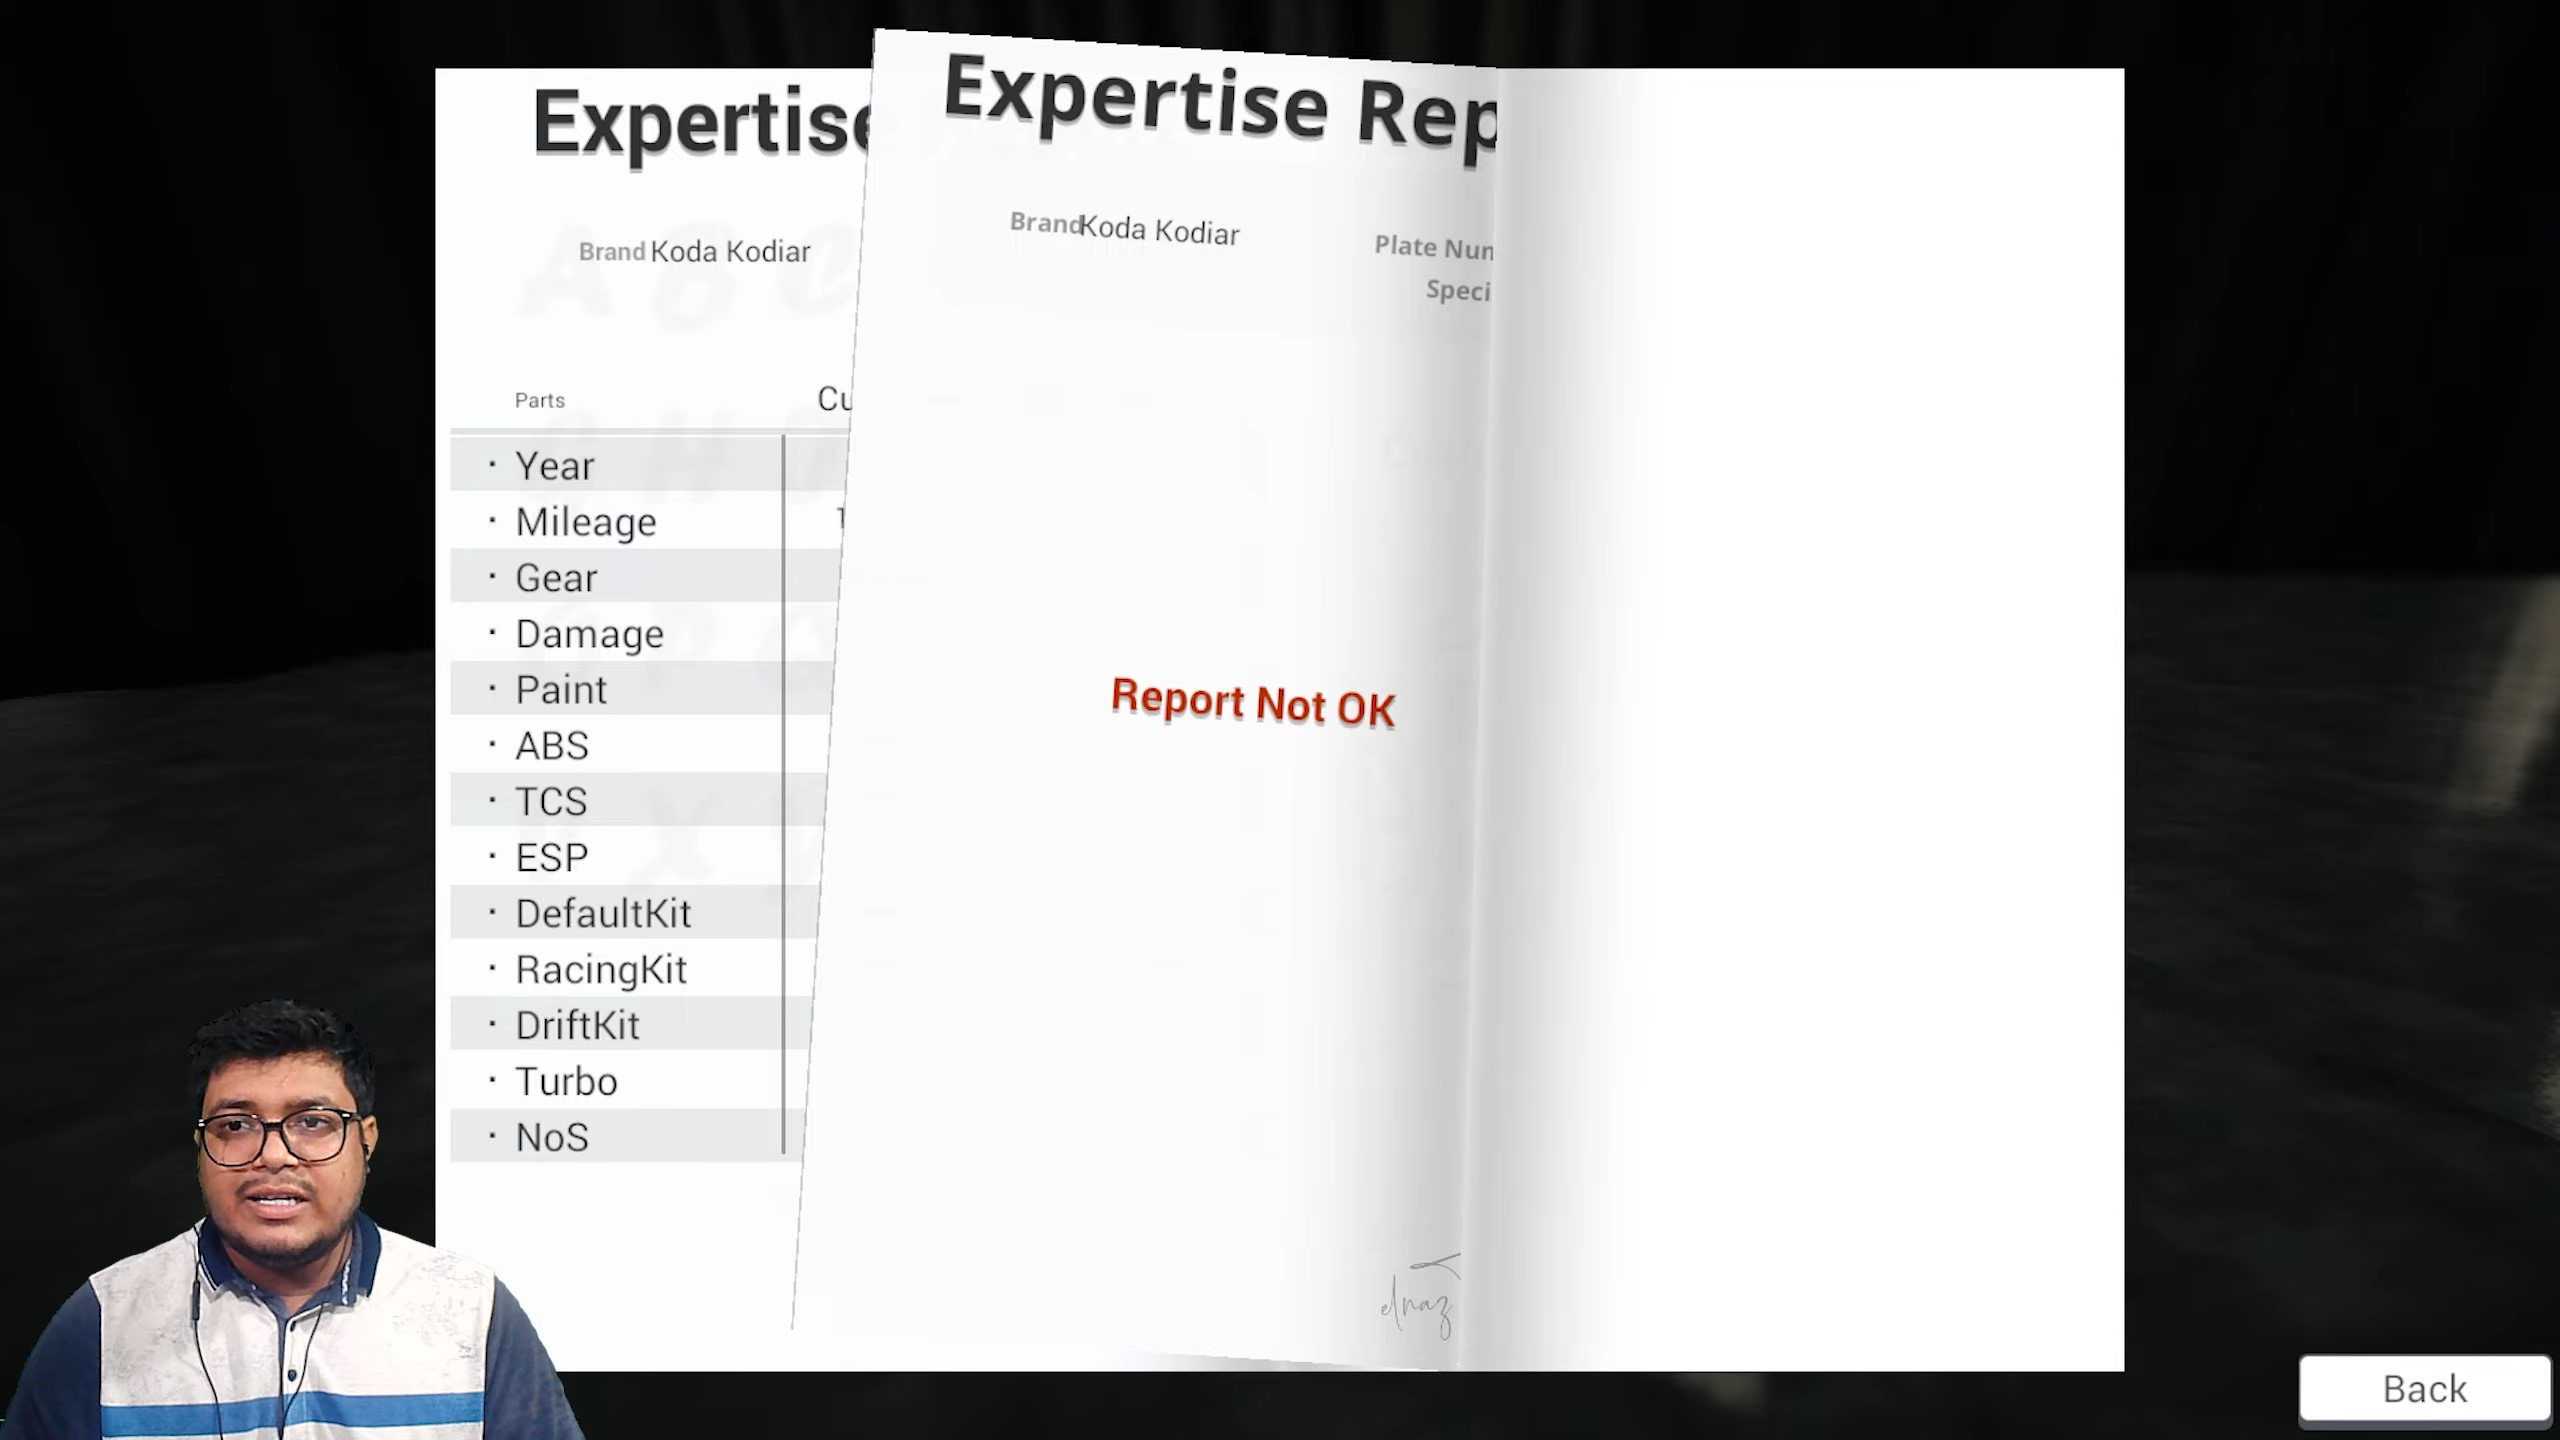 Expertise
Brand Koda Kodiar
Parts
Year
Mileage
Gear
Damage
Paint
ABS
TCS
ESP
DefaultKit
RacingKit
DriftKit
Turbo
NoS
Expertise Rep
Brand Koda Kodiar
Plate Num
Speci
Report Not OK
Back